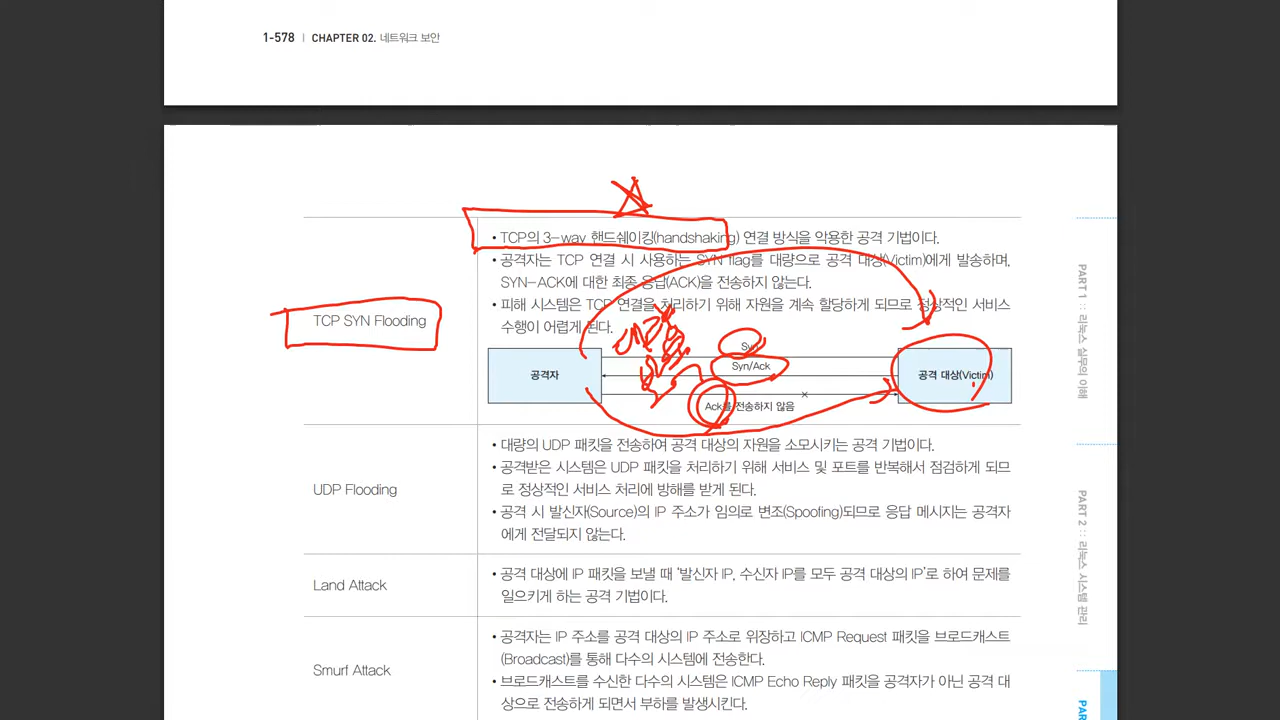 1-578 | CHAPTER 02. 네트워크 보안
TCP SYN Flooding
• TCP의 3-way 핸드쉐이킹(handshaking) 연결 방식을 악용한 공격 기법이다.
• 공격자는 TCP 연결 시 사용하는 SYN flag를 대량으로 공격 대상(Victim)에게 발송하며,
SYN-ACK에 대한 최종 응답(ACK)을 전송하지 않는다.
• 피해 시스템은 TCP 연결을 처리하기 위해 자원을 계속 할당하게 되므로 정상적인 서비스
수행이 어렵게 된다.
공격자
Syn
Syn/Ack
Ack를 전송하지 않음
공격 대상(Victim)
UDP Flooding
• 대량의 UDP 패킷을 전송하여 공격 대상의 자원을 소모시키는 공격 기법이다.
• 공격받은 시스템은 UDP 패킷을 처리하기 위해 서비스 및 포트를 반복해서 점검하게 되므
로 정상적인 서비스 처리에 방해를 받게 된다.
• 공격 시 발신자(Source)의 IP 주소가 임의로 변조(Spoofing)되므로 응답 메시지는 공격자
에게 전달되지 않는다.
Land Attack
• 공격 대상에 IP 패킷을 보낼 때 '발신자 IP, 수신자 IP를 모두 공격 대상의 IP'로 하여 문제를
일으키게 하는 공격 기법이다.
Smurf Attack
• 공격자는 IP 주소를 공격 대상의 IP 주소로 위장하고 ICMP Request 패킷을 브로드캐스트
(Broadcast)를 통해 다수의 시스템에 전송한다.
• 브로드캐스트를 수신한 다수의 시스템은 ICMP Echo Reply 패킷을 공격자가 아닌 공격 대
상으로 전송하게 되면서 부하를 발생시킨다.
PART 1 :: 리눅스 실무의 이해
PART 2 :: 리눅스 시스템 관리
PAR